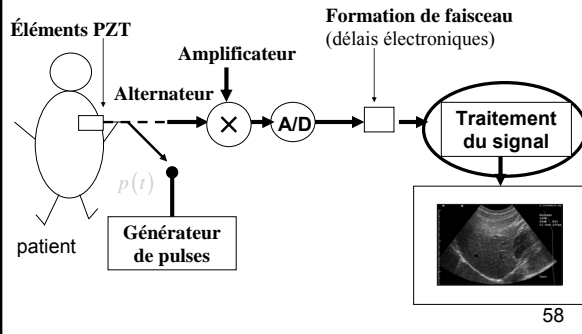 Éléments PZT
Formation de faisceau
(délais électroniques)
Amplificateur
Alternateur
×
A/D
Traitement
du signal
p(t)
Générateur
de pulses
patient
58